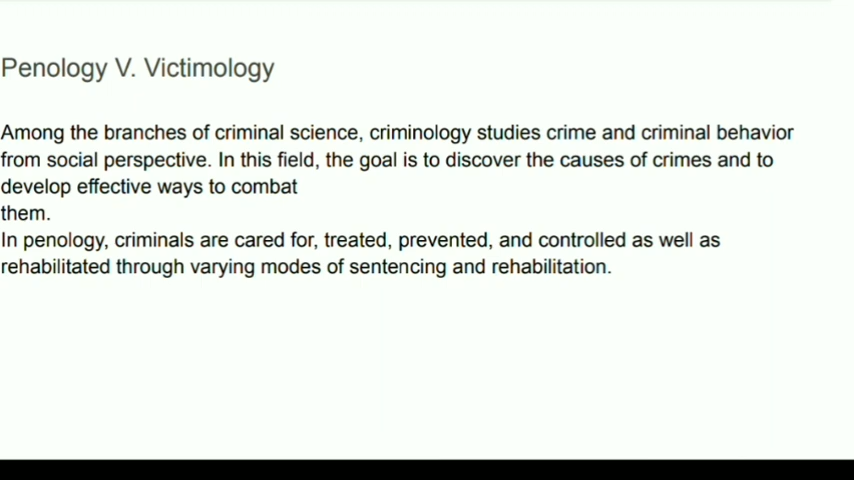 Penology V. Victimology
Among the branches of criminal science, criminology studies crime and criminal behavior
from social perspective. In this field, the goal is to discover the causes of crimes and to
develop effective ways to combat
them.
In penology, criminals are cared for, treated, prevented, and controlled as well as
rehabilitated through varying modes of sentencing and rehabilitation.